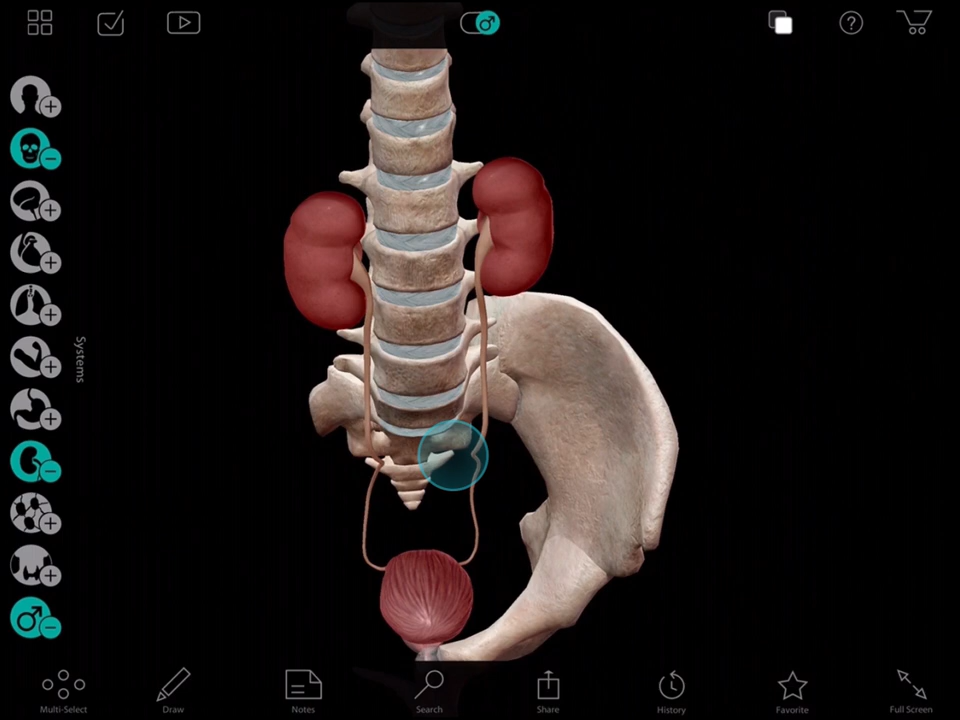 Systems
Multi-Select
Draw
Notes
Search
Share
History
Favorite
Full Screen